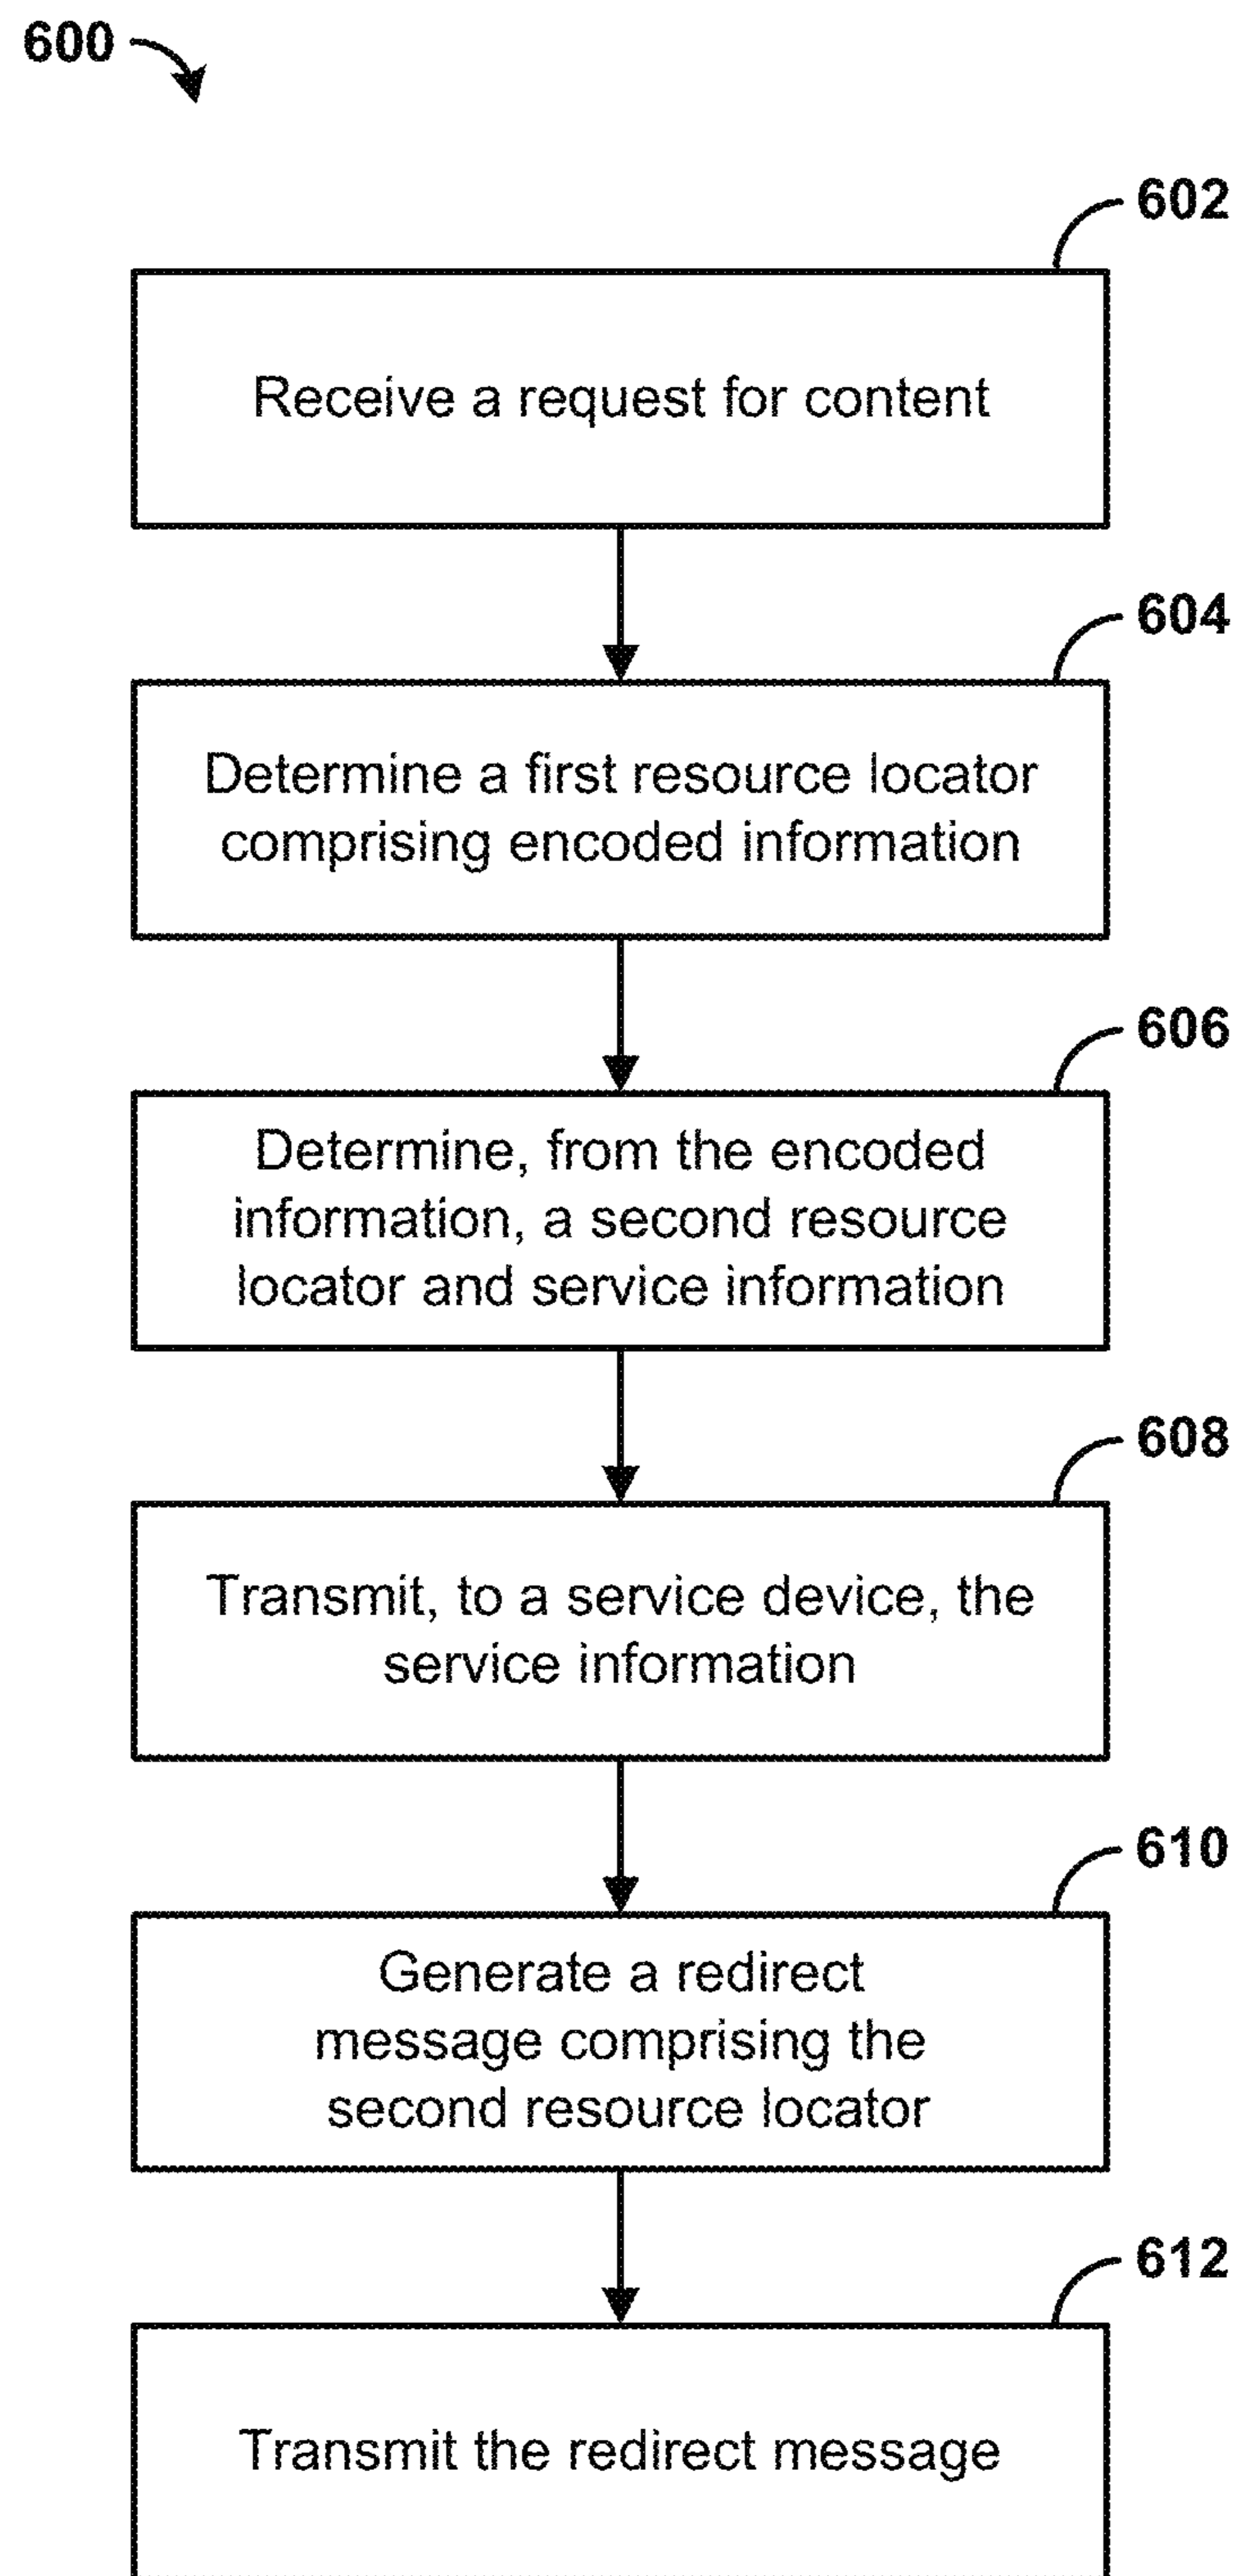 600
602
Receive a request for content
604
Determine a first resource locator
comprising encoded information
606
Determine, from the encoded
information, a second resource
locator and service information
608
Transmit, to a service device, the
service information
610
Generate a redirect
message comprising the
second resource locator
612
Transmit the redirect message